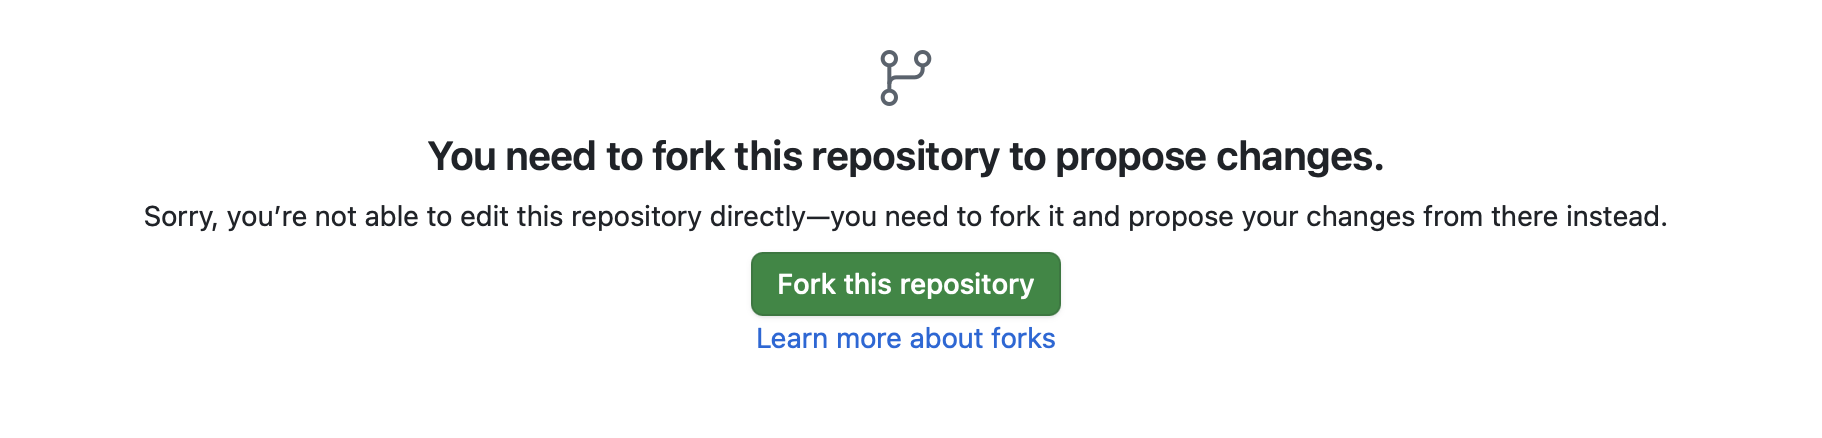 You need to fork this repository to propose changes.
Sorry, you’re not able to edit this repository directly—you need to fork it and propose your changes from there instead.
Fork this repository
Learn more about forks